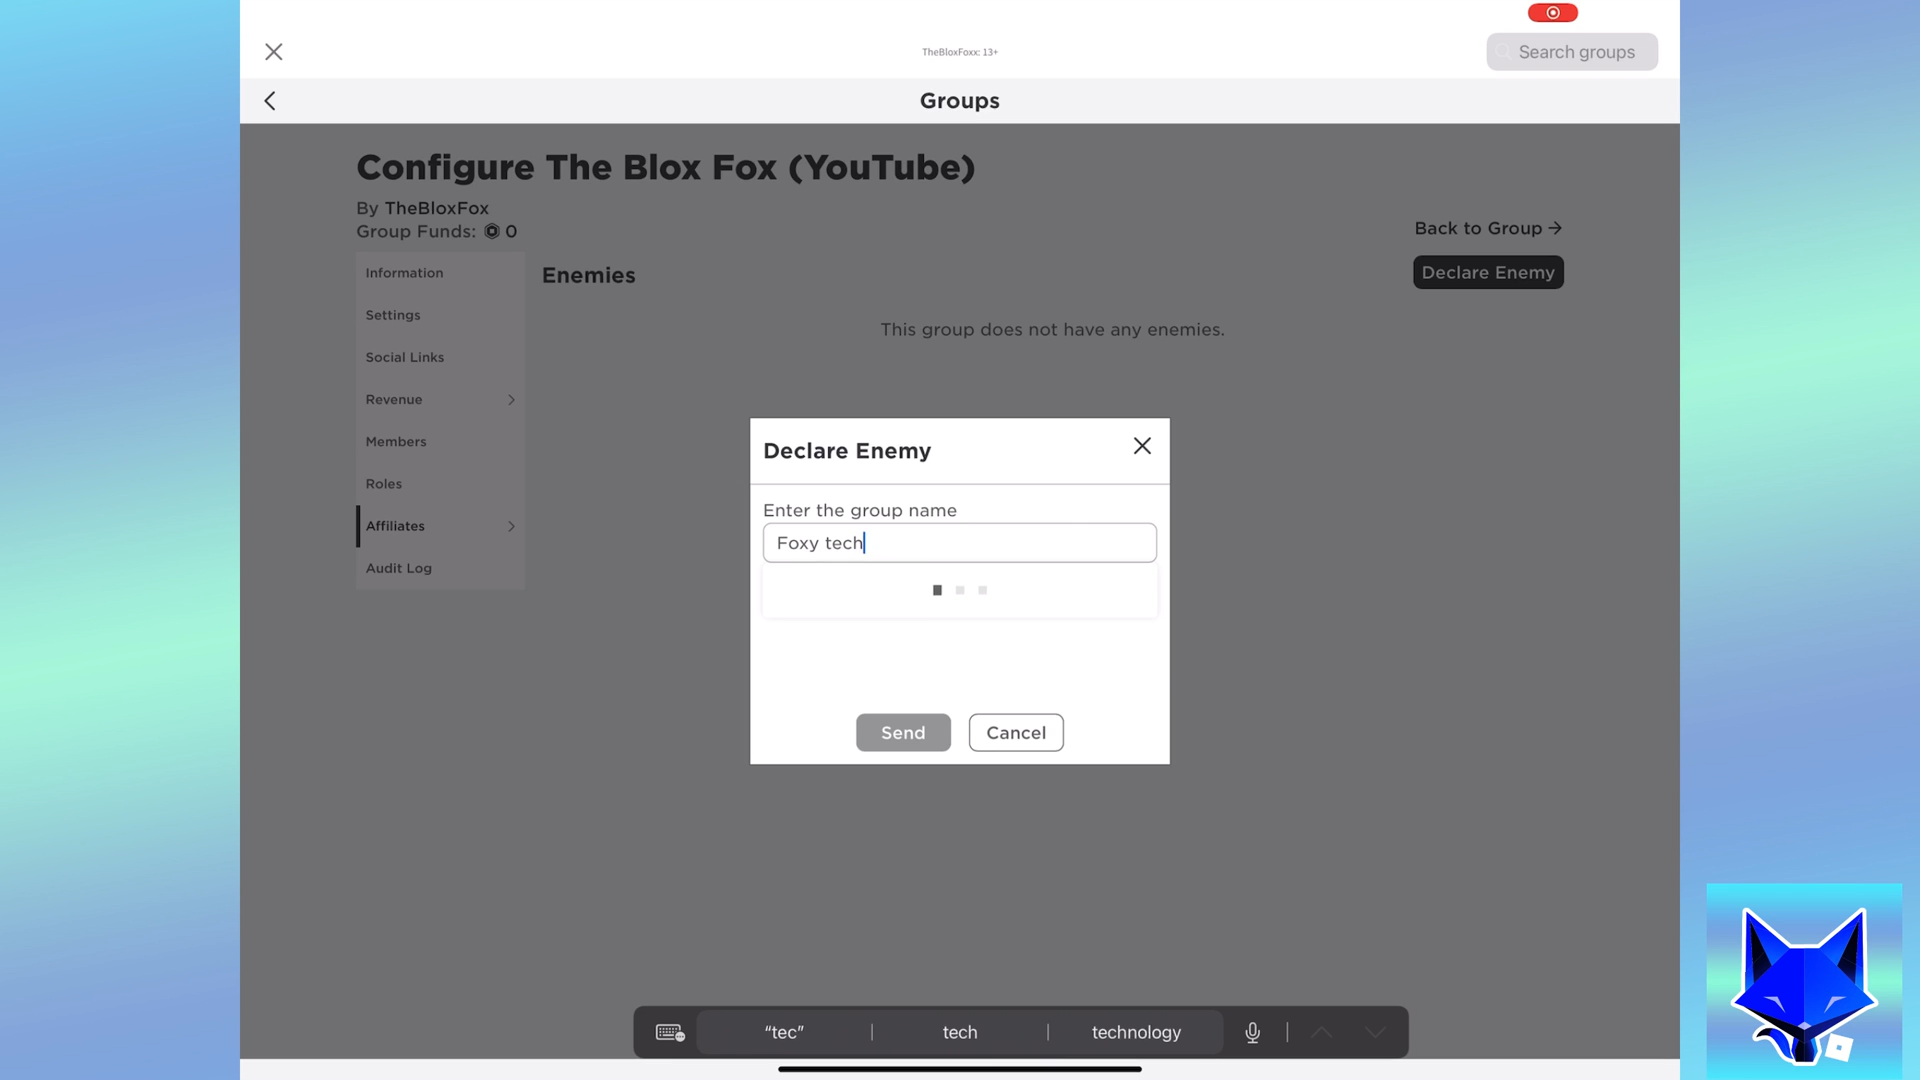 TheBloxFoxx: 13+
Search groups
Groups
Configure The Blox Fox (YouTube)
By TheBloxFox
Group Funds: 0
Back to Group →
Information
Settings
Social Links
Revenue
Members
Roles
Affiliates
Audit Log
Enemies
Declare Enemy
This group does not have any enemies.
Declare Enemy
Enter the group name
Foxy tech
Send
Cancel
"tec"
tech
technology